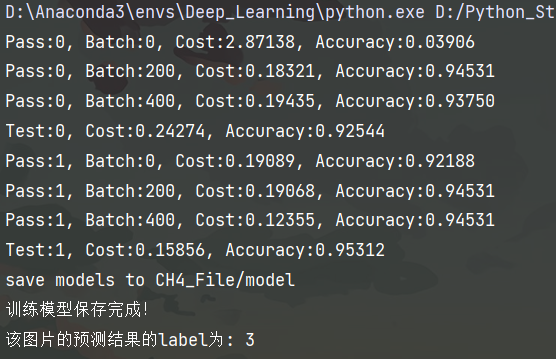 D:\Anaconda3\envs\Deep_Learning\python.exe D:/Python_St
Pass:0, Batch:0, Cost:2.87138, Accuracy:0.03906
Pass:0, Batch:200, Cost:0.18321, Accuracy:0.94531
Pass:0, Batch:400, Cost:0.19435, Accuracy:0.93750
Test:0, Cost:0.24274, Accuracy:0.92544
Pass:1, Batch:0, Cost:0.19089, Accuracy:0.92188
Pass:1, Batch:200, Cost:0.19068, Accuracy:0.94531
Pass:1, Batch:400, Cost:0.12355, Accuracy:0.94531
Test:1, Cost:0.15856, Accuracy:0.95312
save models to CH4_File/model
训练模型保存完成!
该图片的预测结果的label为: 3